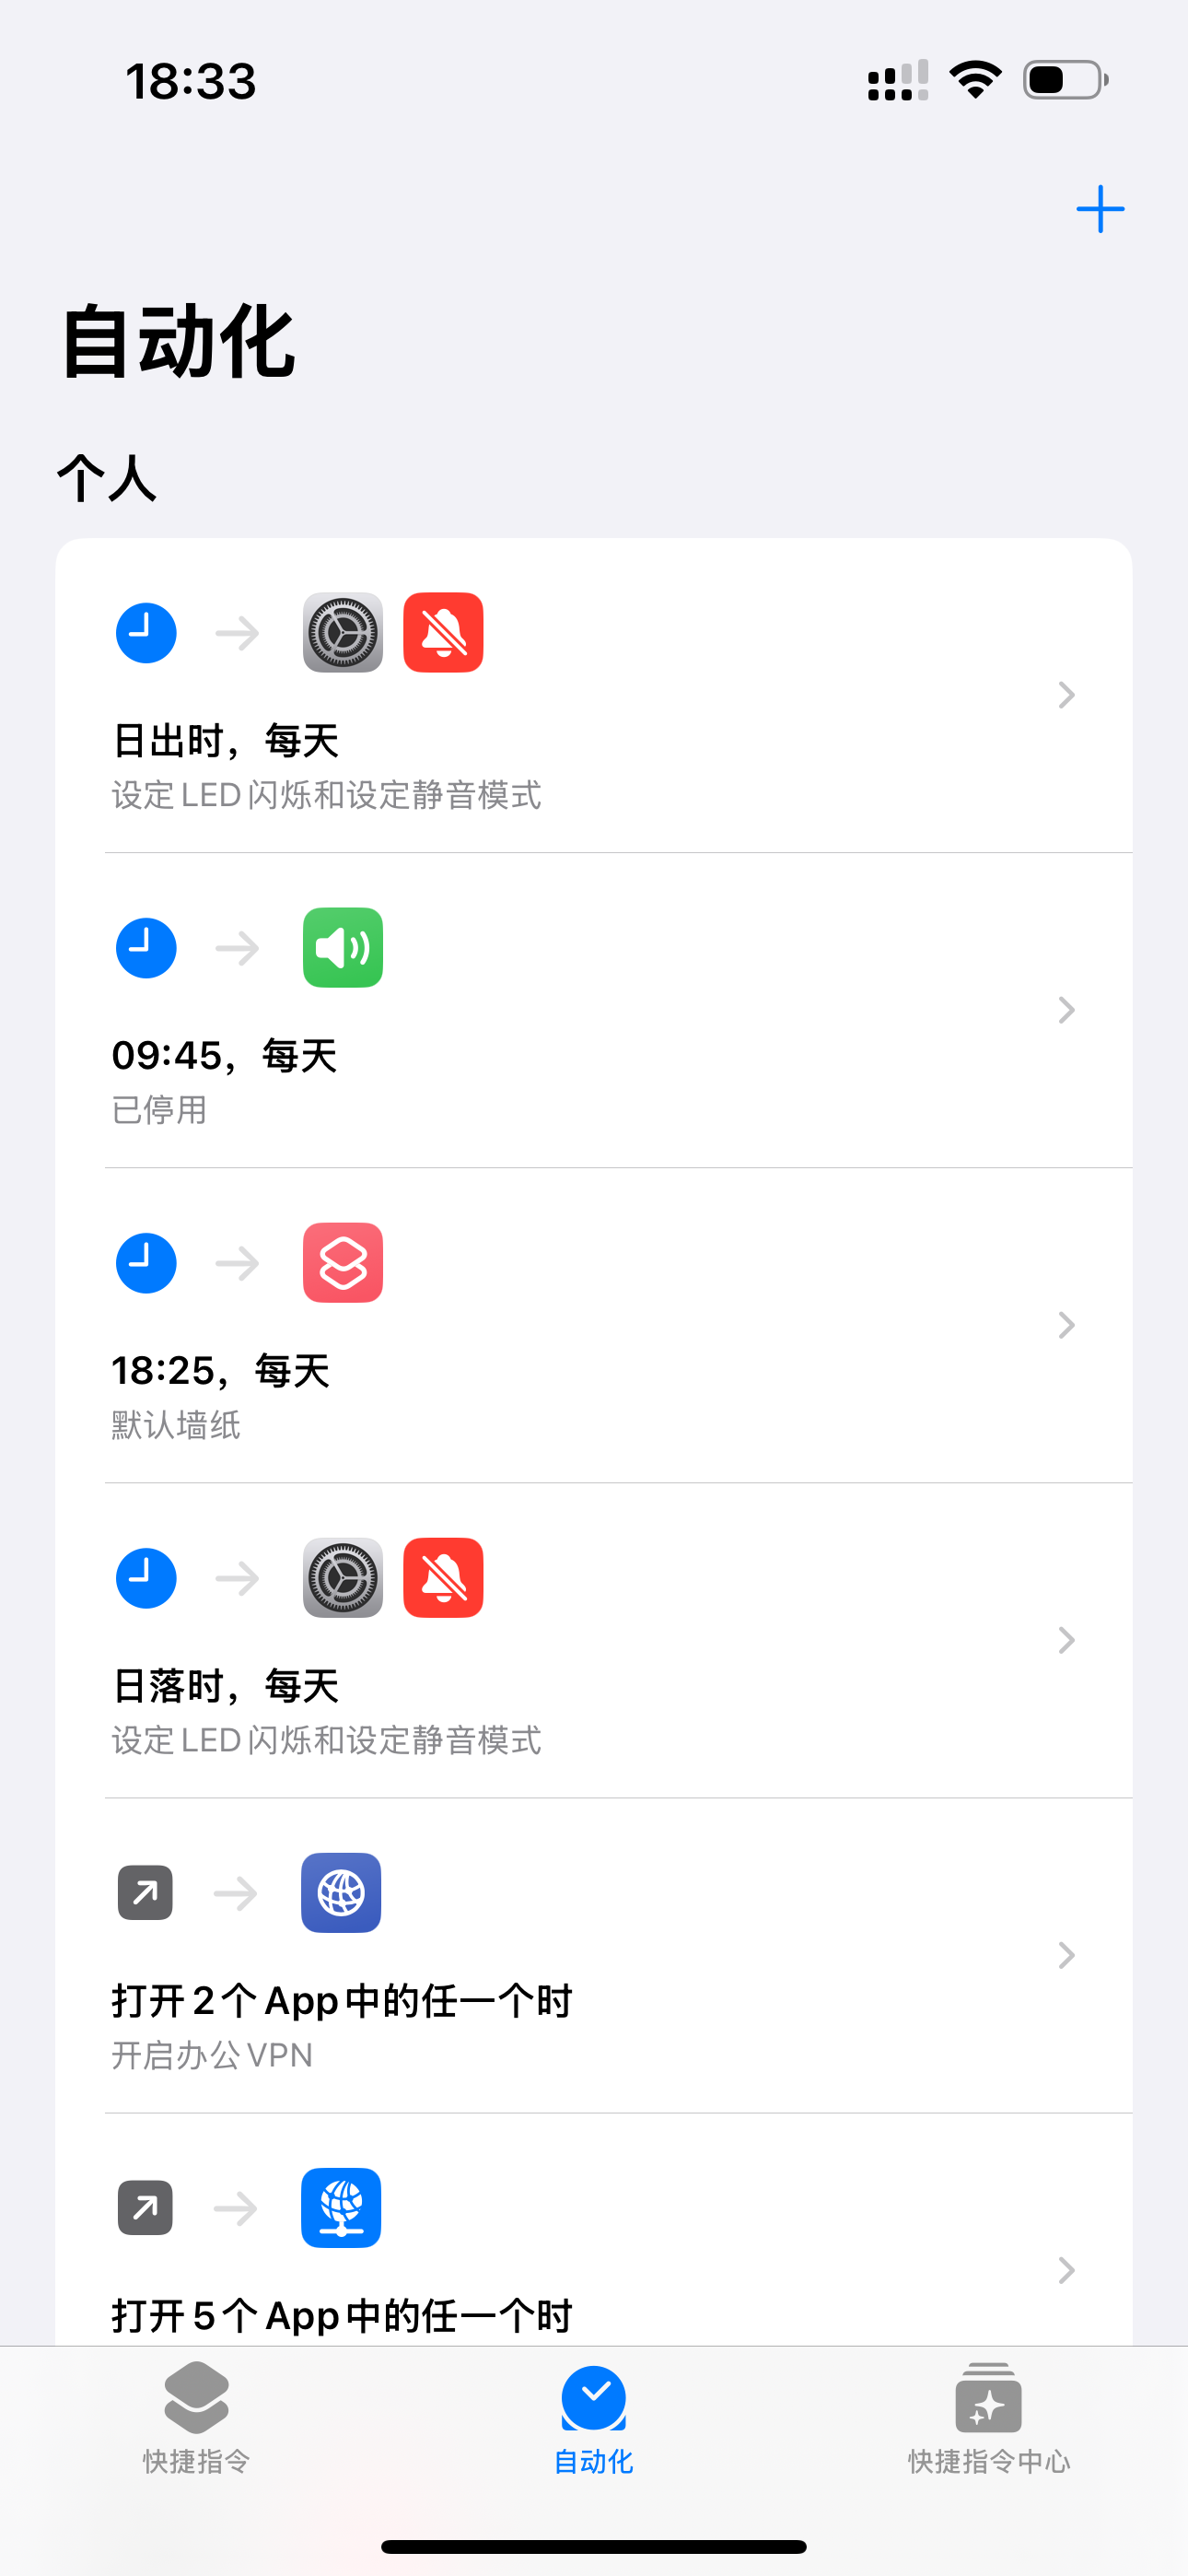 18:33
自动化
个人
日出时，每天
设定 LED 闪烁和设定静音模式
09:45，每天
已停用
18:25，每天
默认墙纸
日落时，每天
设定 LED 闪烁和设定静音模式
打开 2 个 App 中的任一个时
开启办公 VPN
打开 5 个 App 中的任一个时
快捷指令
自动化
快捷指令中心